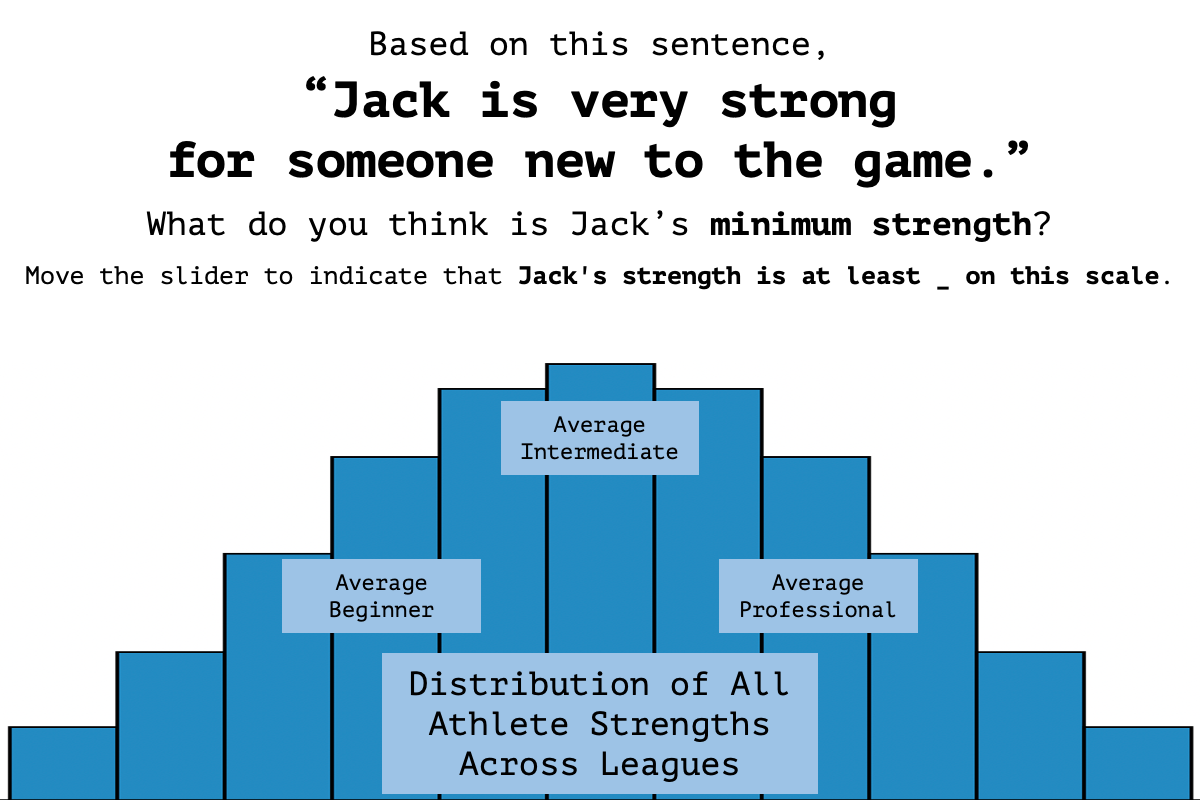 Based on this sentence,
“Jack is very strong
for someone new to the game.”
What do you think is Jack’s minimum strength?
Move the slider to indicate that Jack's strength is at least _ on this scale.
Average
Intermediate
Average
Beginner
Average
Professional
Distribution of All
Athlete Strengths
Across Leagues